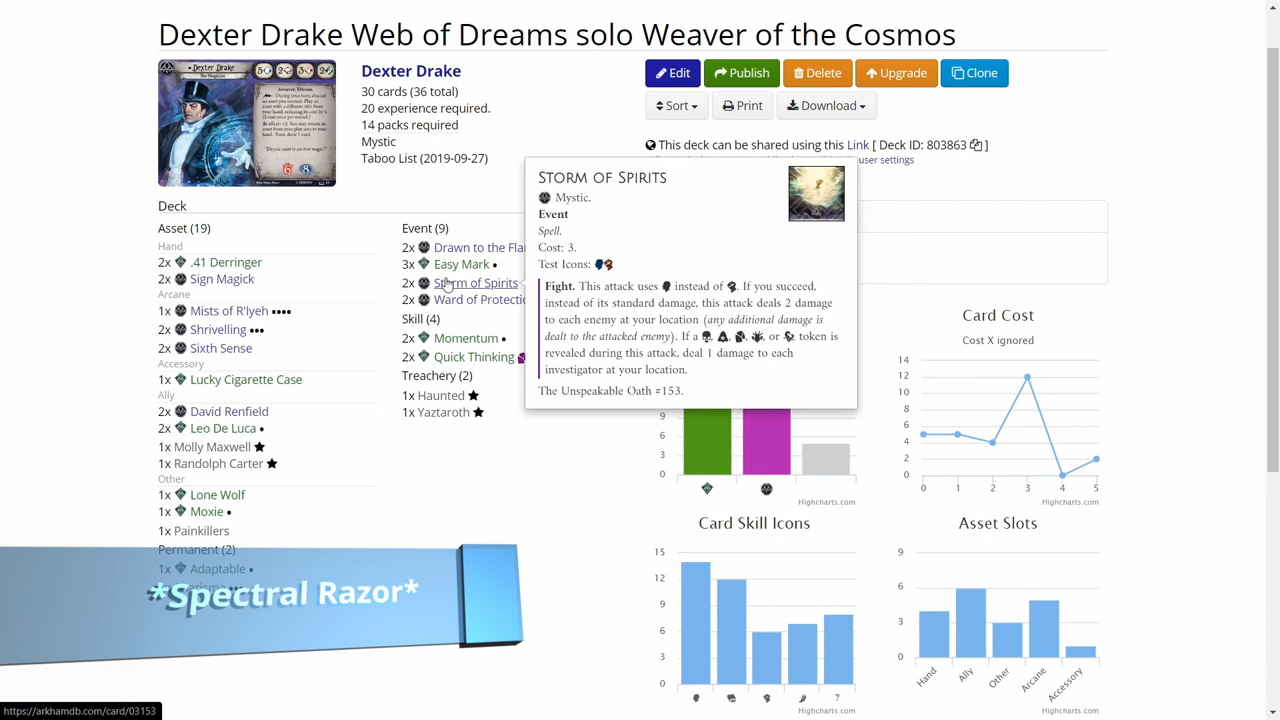 Dexter Drake Web of Dreams solo Weaver of the Cosmos
Dexter Drake
The Magician
Dexter Drake
30 cards (36 total)
20 experience required.
14 packs required
Mystic
Taboo List (2019-09-27)
Edit
Publish
Delete
Upgrade
Clone
Sort
Print
Download
This deck can be shared using this Link [ Deck ID: 803863 ]
user settings
Deck
Asset (19)
Hand
2x .41 Derringer
2x Sign Magick
Arcane
1x Mists of R'lyeh ••••
2x Shrivelling •••
2x Sixth Sense
Accessory
1x Lucky Cigarette Case
Ally
2x David Renfield
2x Leo De Luca •
1x Molly Maxwell ★
1x Randolph Carter ★
Other
1x Lone Wolf
1x Moxie •
1x Painkillers
Permanent (2)
1x Adaptable •
Event (9)
2x Drawn to the Fla
3x Easy Mark •
2x Storm of Spirits
2x Ward of Protectio
Skill (4)
2x Momentum •
2x Quick Thinking
Treachery (2)
1x Haunted ★
1x Yaztaroth ★
Storm of Spirits
Mystic.
Event
Spell.
Cost: 3.
Test Icons:
Fight. This attack uses instead of . If you succeed,
instead of its standard damage, this attack deals 2 damage
to each enemy at your location (any additional damage is
dealt to the attacked enemy). If a , , , , or token is
revealed during this attack, deal 1 damage to each
investigator at your location.
The Unspeakable Oath #153.
9
6
3
0
Highcharts.com
Card Cost
Cost X ignored
14
12
10
8
6
4
2
0
0 1 2 3 4 5
Highcharts.com
Card Skill Icons
15
12
9
6
3
0
?
Highcharts.com
Asset Slots
9
6
3
0
Hand Ally Other Arcane Accessory
Highcharts.com
*Spectral Razor*
https://arkhamdb.com/card/03153